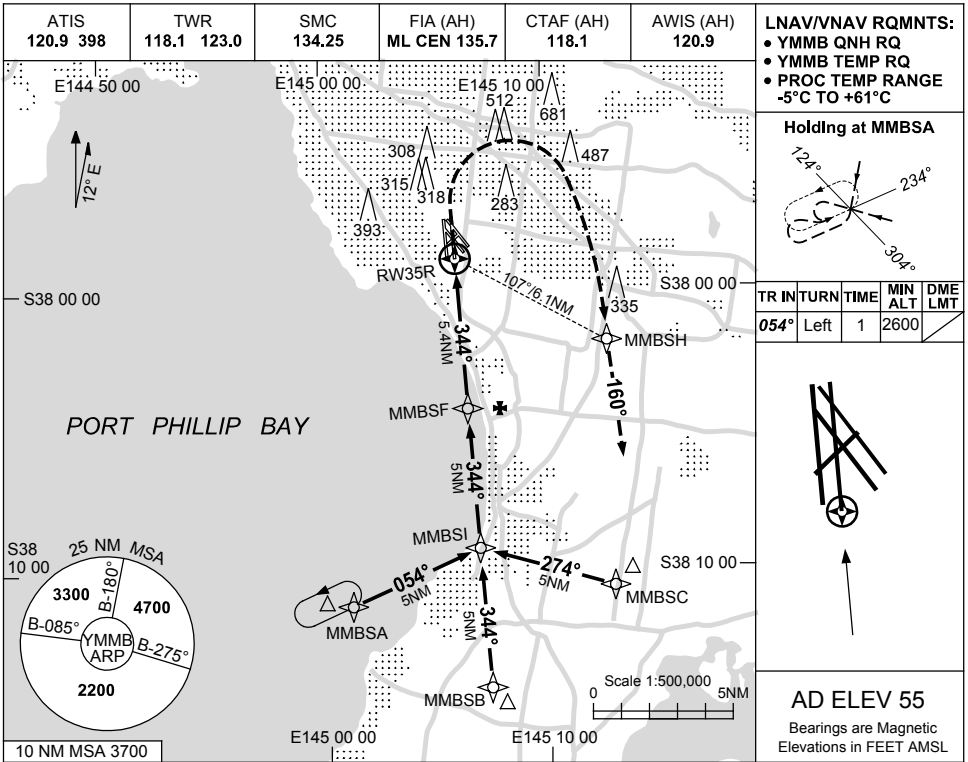 ATIS
120.9 398
TWR
118.1 123.0
SMC
134.25
FIA (AH)
ML CEN 135.7
CTAF (AH)
118.1
AWIS (AH)
120.9
LNAV/VNAV RQMNTS:
• YMMB QNH RQ
• YMMB TEMP RQ
• PROC TEMP RANGE
-5°C TO +61°C
E144 50 00
E145 00 00
E145 10 00
12° E
512
681
308
487
315
318
283
393
RW35R
107°/6.1NM
S38 00 00
S38 00 00
335
344°
5.4NM
MMBSH
160°
MMBSF
PORT PHILLIP BAY
344°
5NM
MMBSI
S38
10 00
S38 10 00
054°
5NM
274°
5NM
MMBSC
MMBSA
344°
5NM
MMBSB
25 NM MSA
3300
B-180°
4700
B-085°
YMMB
ARP
B-275°
2200
10 NM MSA 3700
Scale 1:500,000
0
5NM
E145 00 00
E145 10 00
Holding at MMBSA
124°
234°
304°
TR IN
TURN
TIME
MIN
ALT
DME
LMT
054°
Left
1
2600
AD ELEV 55
Bearings are Magnetic
Elevations in FEET AMSL